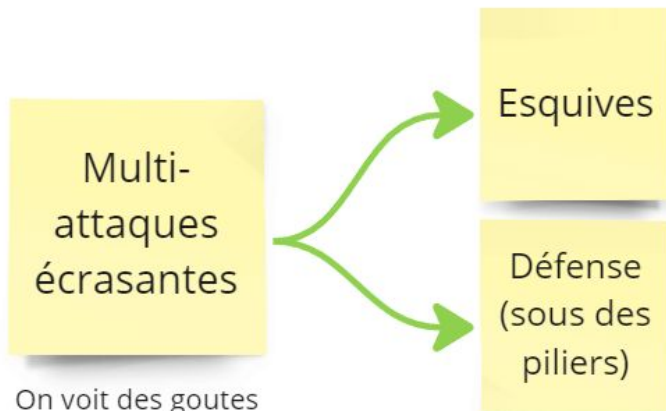 Multi-
attaques
écrasantes
On voit des goutes
Esquives
Défense
(sous des
piliers)